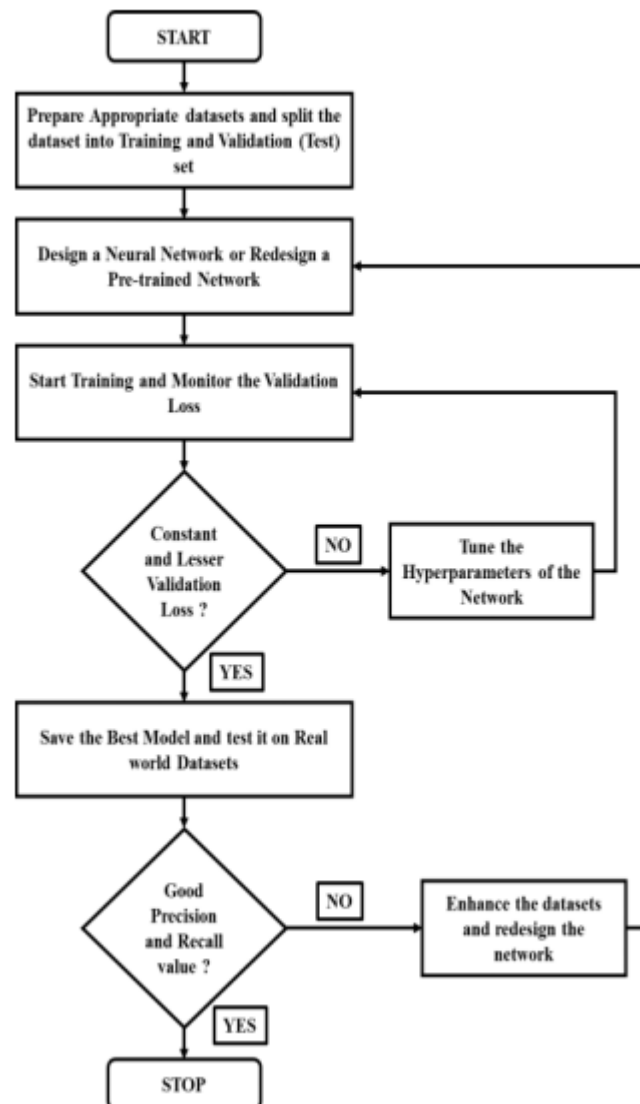 START
Prepare Appropriate datasets and split the
dataset into Training and Validation (Test)
set
Design a Neural Network or Redesign a
Pre-trained Network
Start Training and Monitor the Validation
Loss
Constant
and Lesser
Validation
Loss ?
NO
Tune the
Hyperparameters of the
Network
YES
Save the Best Model and test it on Real
world Datasets
Good
Precision
and Recall
value ?
NO
Enhance the datasets
and redesign the
network
YES
STOP